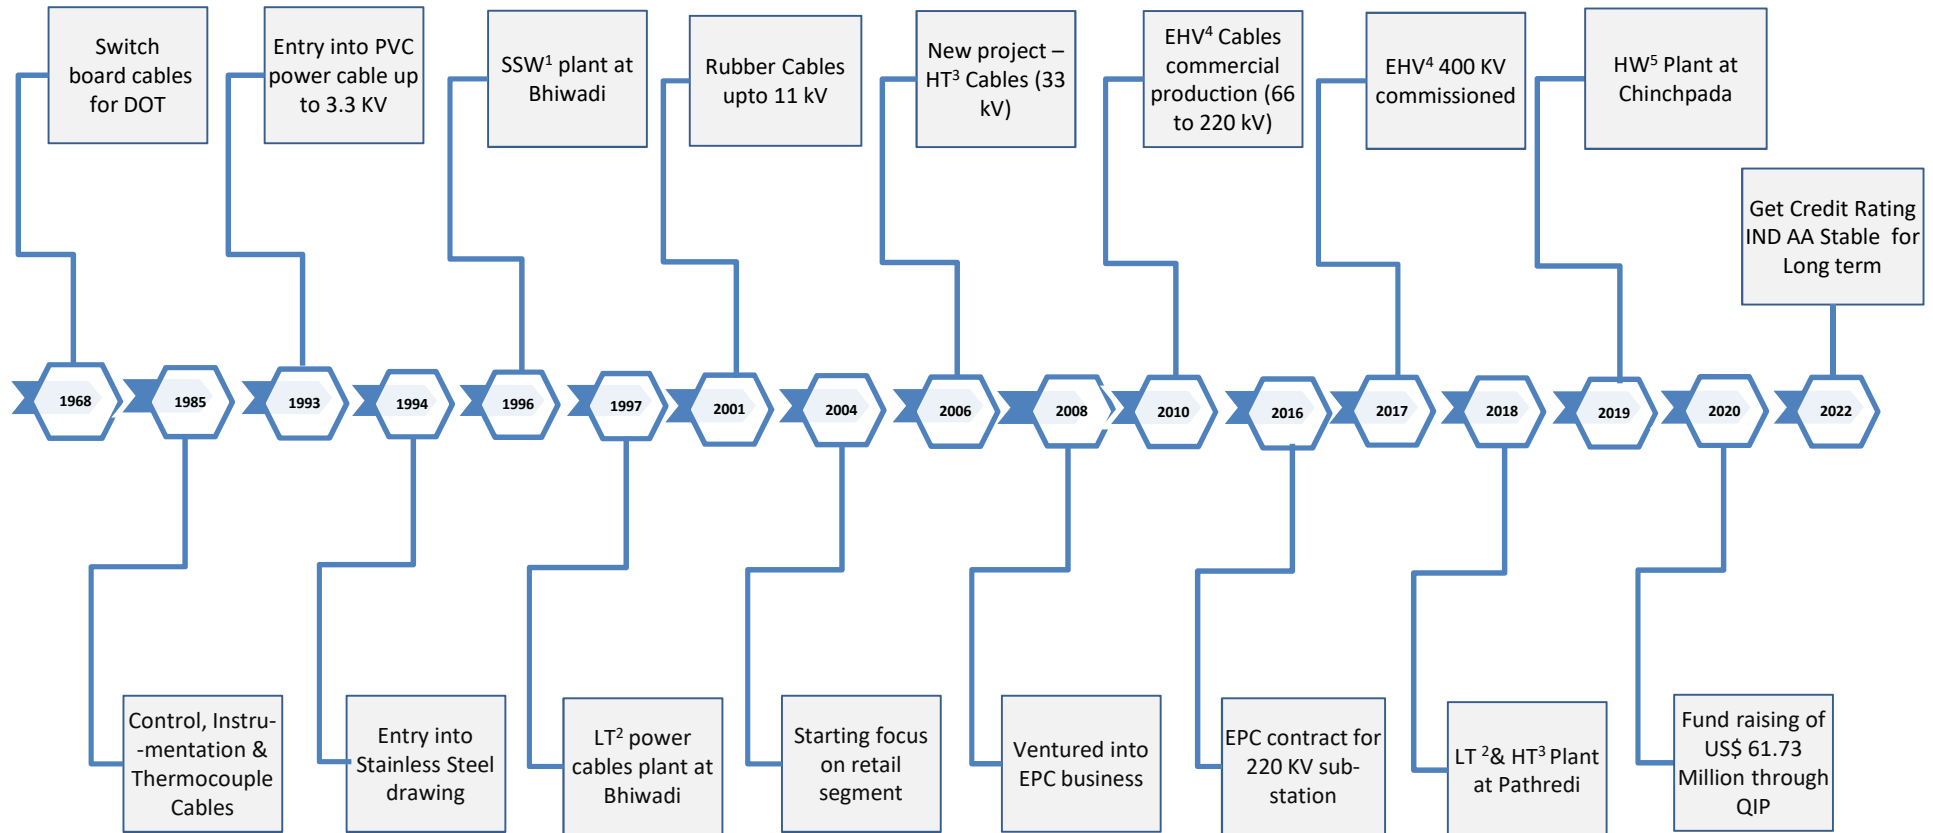 Switch
board cables
for DOT
Entry into PVC
power cable up
to 3.3 KV
SSW¹ plant at
Bhiwadi
Rubber Cables
upto 11 kV
New project –
HT³ Cables (33
kV)
EHV⁴ Cables
commercial
production (66
to 220 kV)
EHV⁴ 400 KV
commissioned
HW⁵ Plant at
Chinchpada
Get Credit Rating
IND AA Stable for
Long term
1968
1985
1993
1994
1996
1997
2001
2004
2006
2008
2010
2016
2017
2018
2019
2020
2022
Control, Instru-
-mentation &
Thermocouple
Cables
Entry into
Stainless Steel
drawing
LT² power
cables plant at
Bhiwadi
Starting focus
on retail
segment
Ventured into
EPC business
EPC contract for
220 KV sub-
station
LT ²& HT³ Plant
at Pathredi
Fund raising of
US$ 61.73
Million through
QIP